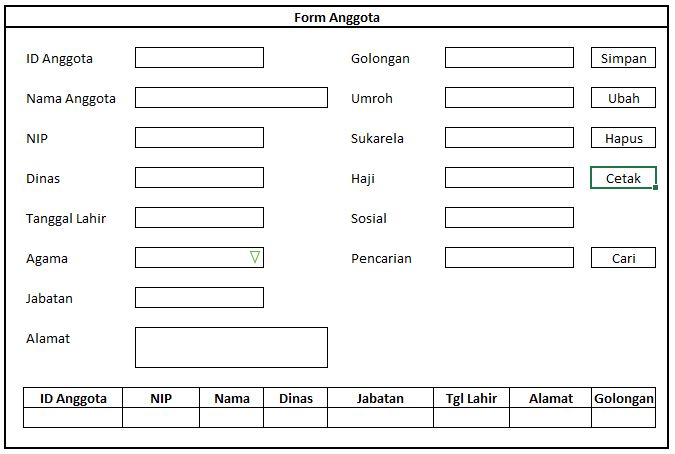 Form Anggota
ID Anggota Golongan Simpan
Nama Anggota Umroh Ubah
NIP Sukarela Hapus
Dinas Haji Cetak
Tanggal Lahir Sosial
Agama Pencarian Cari
Jabatan
Alamat
ID Anggota NIP Nama Dinas Jabatan Tgl Lahir Alamat Golongan